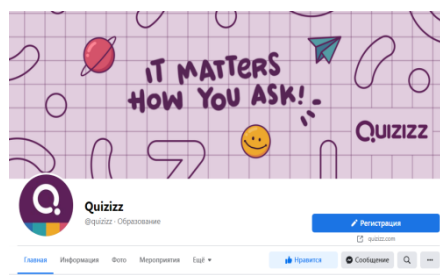 IT MATTERS
HOW YOU ASK!
QUIZIZZ
Q
Quizizz
@quizizz · Образование
Регистрация
quizizz.com
Главная Информация Фото Мероприятия Ещё Нравится Сообщение